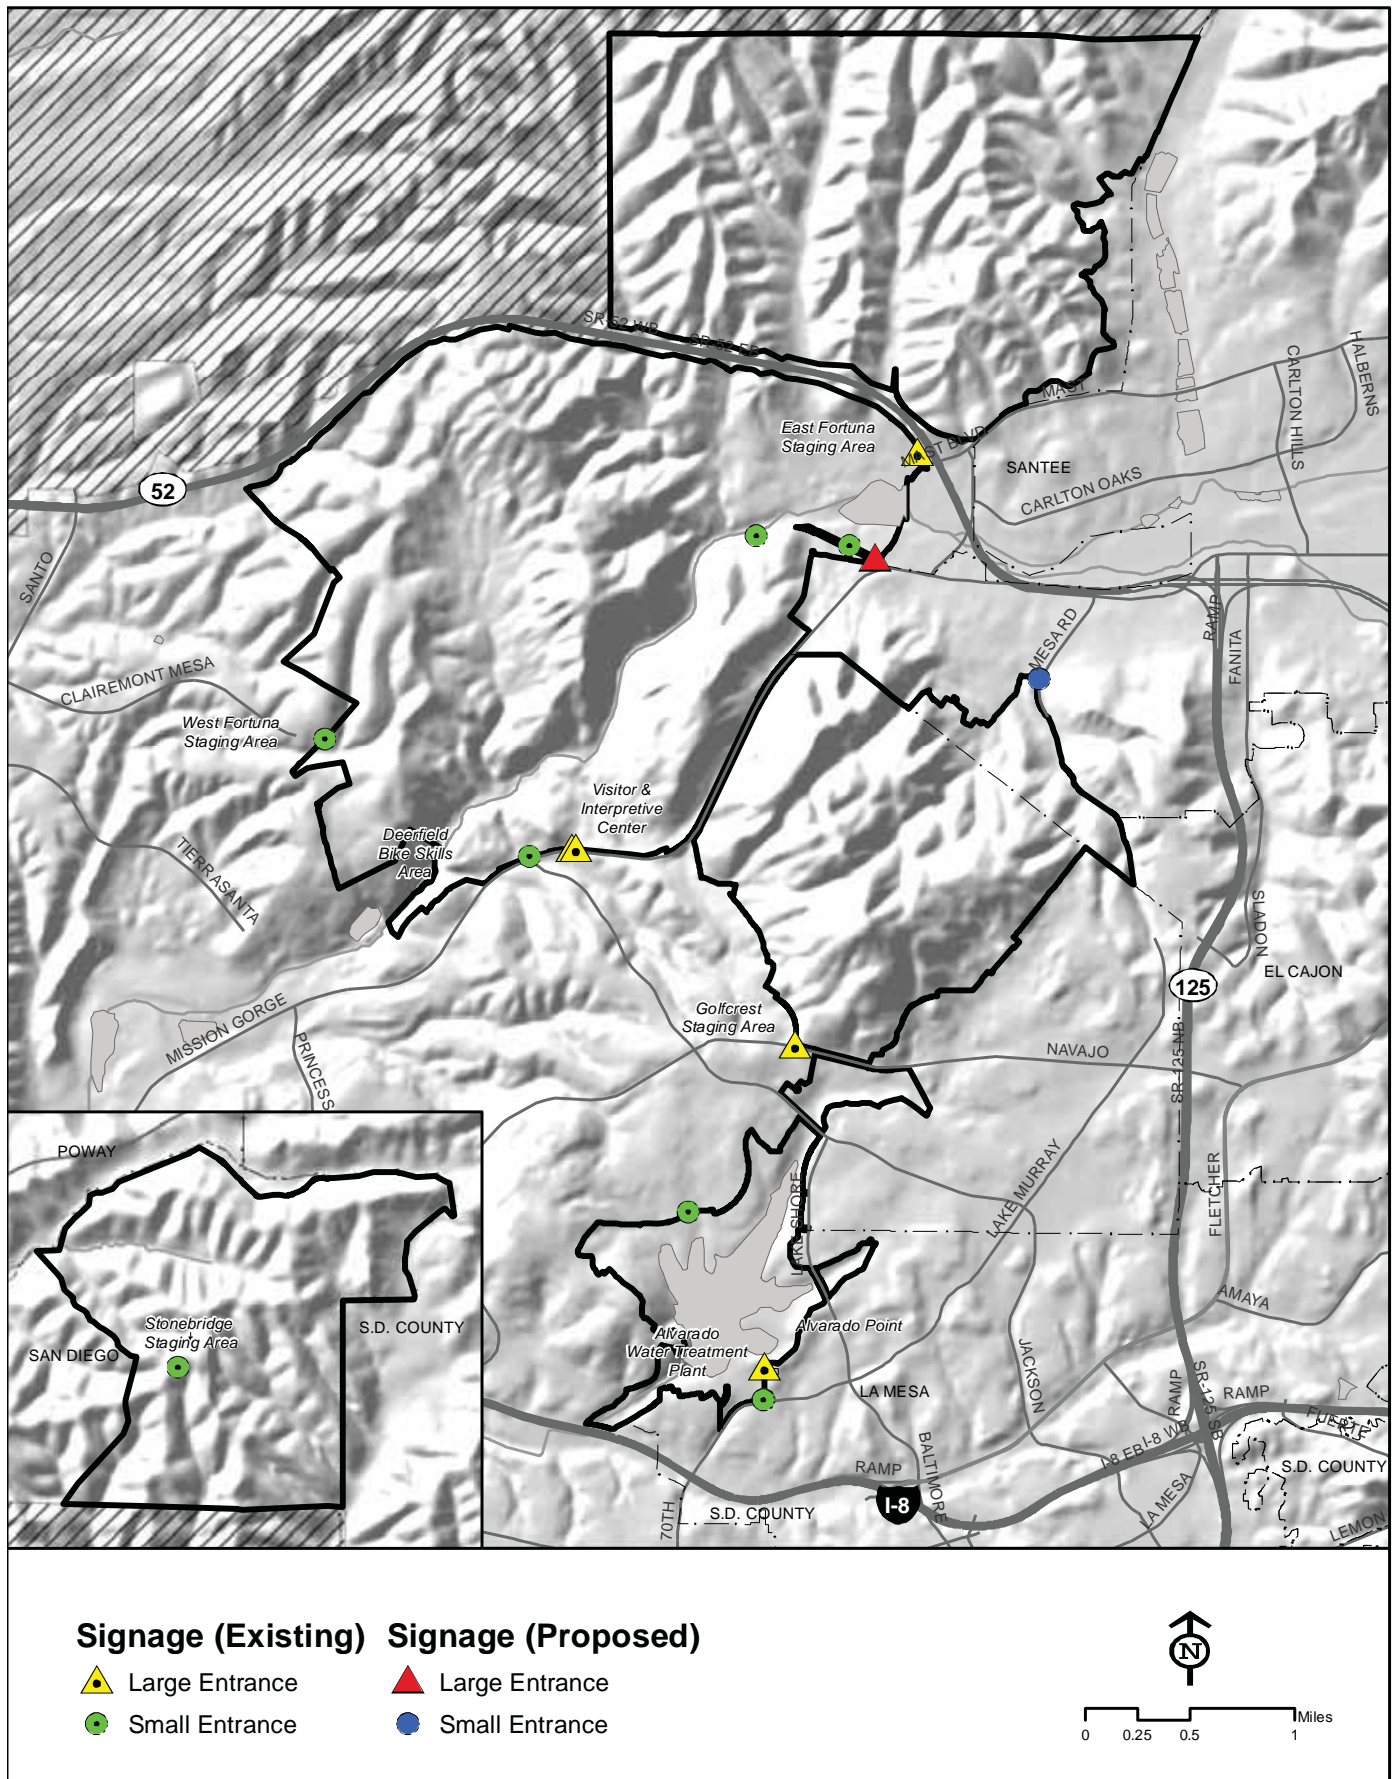 SR-52 WB
SR-52 EB
HALBERNS
CARLTON HILLS
MAST
East Fortuna
Staging Area
MAST BLVD
SANTEE
CARLTON OAKS
52
SANTO
RAMP
FANITA
MESA RD
CLAIREMONT MESA
West Fortuna
Staging Area
Visitor &
Interpretive
Center
Deerfield
Bike Skills
Area
TIERRASANTA
SLADON
EL CAJON
125
Golfcrest
Staging Area
MISSION GORGE
PRINCESS
NAVAJO
SR-125 NB
POWAY
LAKE MURRAY
FLETCHER
LAKE SHORE
AMAYA
Stonebridge
Staging Area
S.D. COUNTY
SAN DIEGO
Alvarado Point
Alvarado
Water Treatment
Plant
JACKSON
LA MESA
RAMP
SR-125 SB
RAMP
FUERTE
I-8 WB
I-8 EB
BALTIMORE
RAMP
S.D. COUNTY
LA MESA
I-8
70TH
S.D. COUNTY
LEMON
Signage (Existing) Signage (Proposed)
Large Entrance Large Entrance
Small Entrance Small Entrance
N
Miles
0 0.25 0.5 1